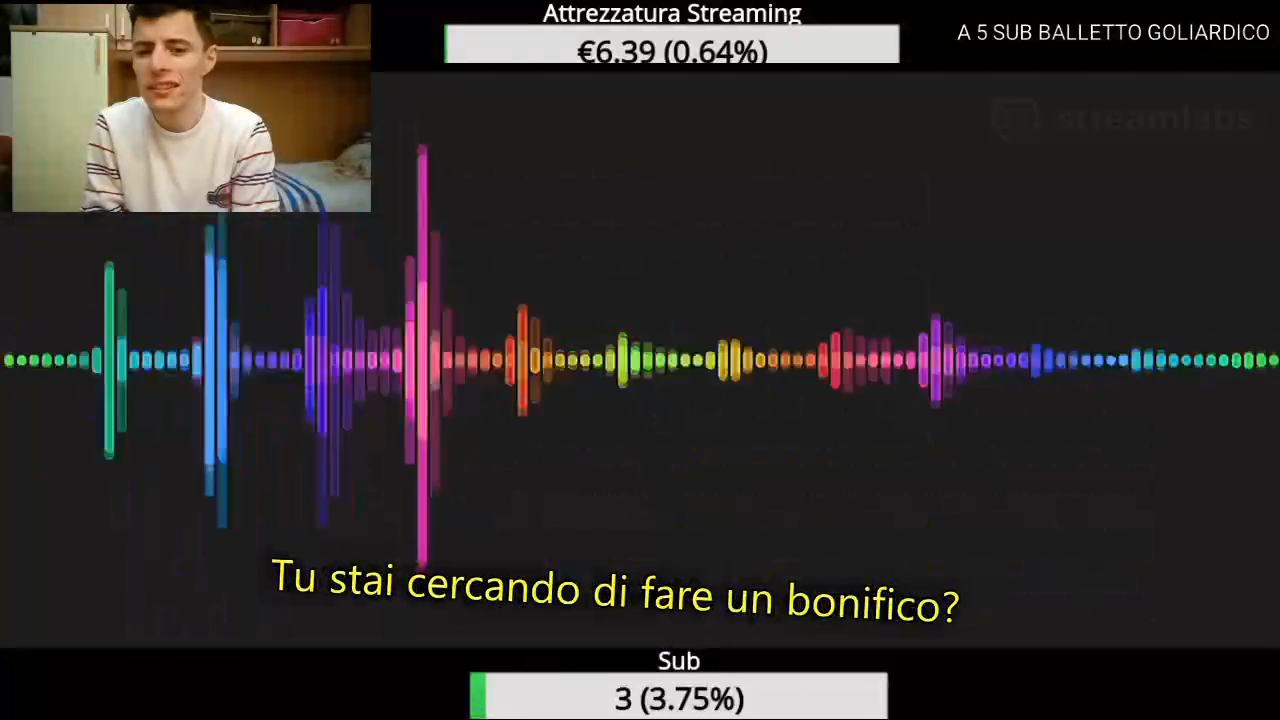 Attrezzatura Streaming
€6.39 (0.64%)
A 5 SUB BALLETTO GOLIARDICO
streamlabs
Tu stai cercando di fare un bonifico?
Sub
3 (3.75%)